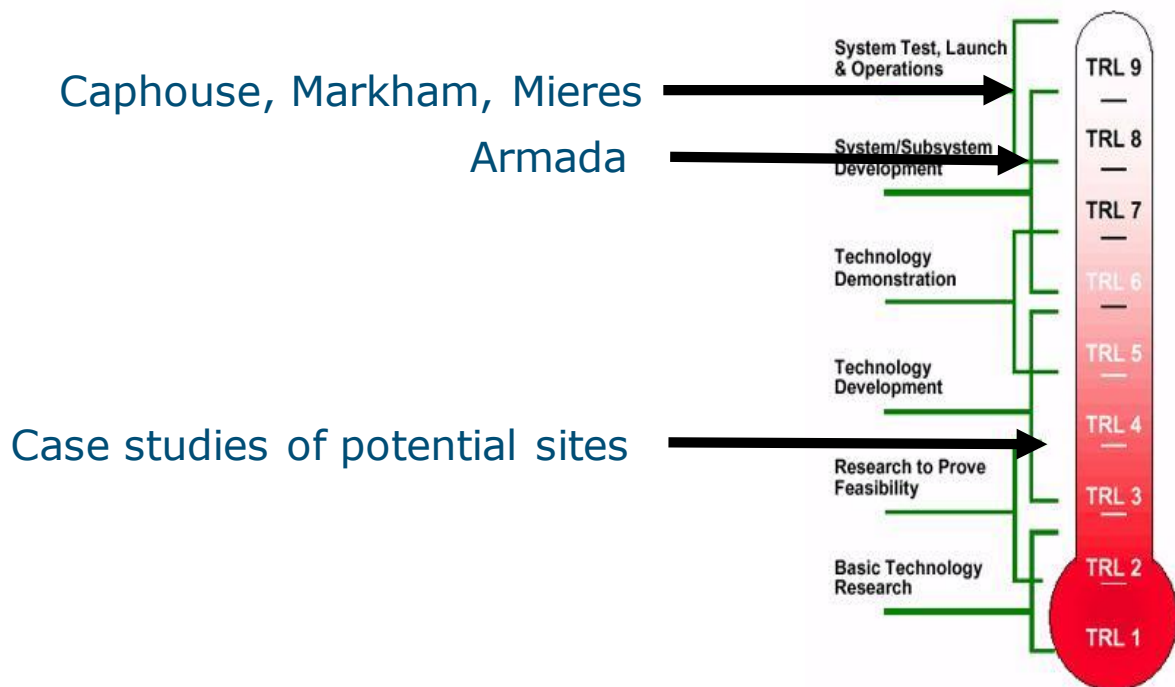 Caphouse, Markham, Mieres
Armada
Case studies of potential sites
System Test, Launch
& Operations
System/Subsystem
Development
Technology
Demonstration
Technology
Development
Research to Prove
Feasibility
Basic Technology
Research
TRL 9
TRL 8
TRL 7
TRL 6
TRL 5
TRL 4
TRL 3
TRL 2
TRL 1